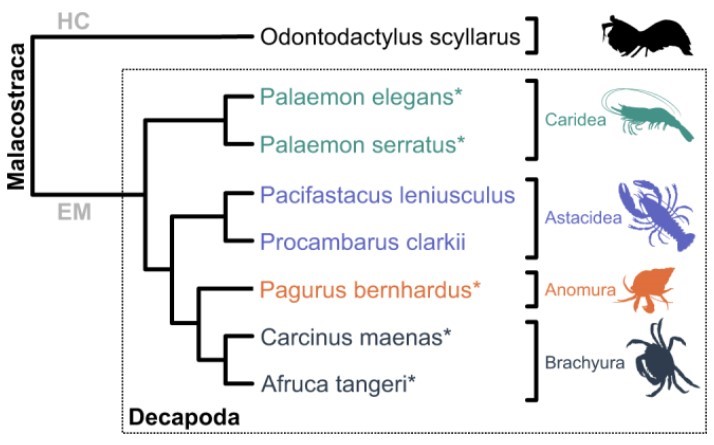 HC
Odontodactylus scyllarus
Malacostraca
Palaemon elegans*
Caridea
Palaemon serratus*
EM
Pacifastacus leniusculus
Astacidea
Procambarus clarkii
Pagurus bernhardus*
Anomura
Carcinus maenas*
Brachyura
Afruca tangeri*
Decapoda